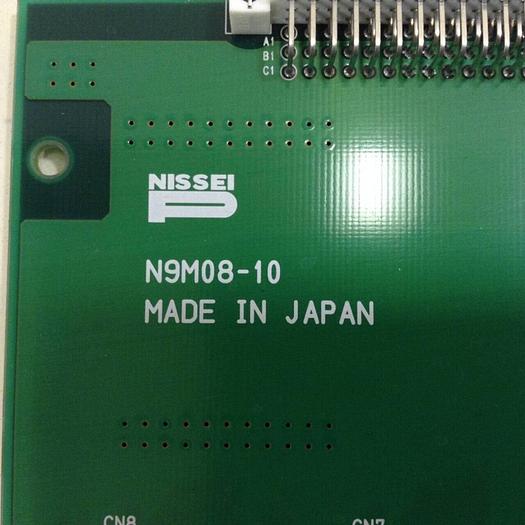 A1
B1
C1
NISSEI
P
N9M08-10
MADE IN JAPAN
CN8 CN7